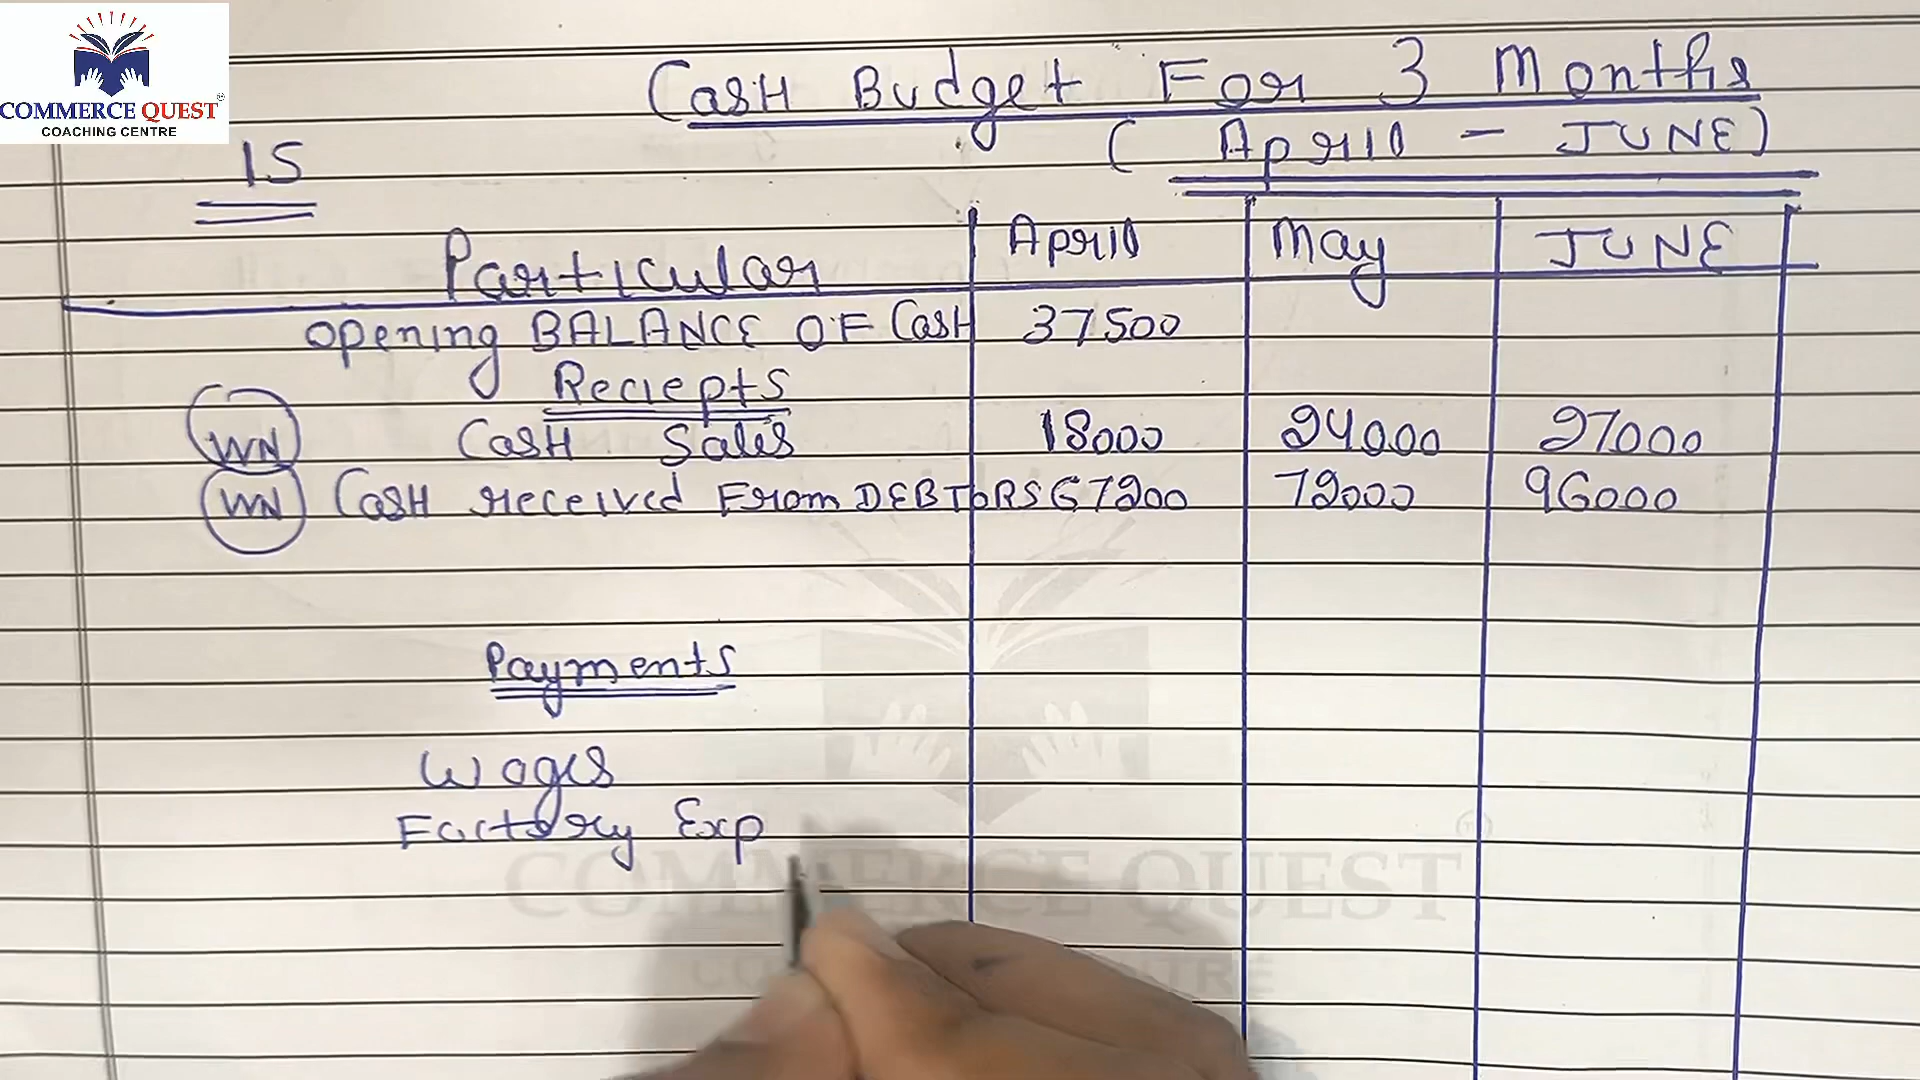 COMMERCE QUEST
COACHING CENTRE
Cash Budget For 3 Months
(April - JUNE)
15
Particular April May JUNE
opening BALANCE OF Cash 37500
Reciepts
WN Cash Sales 18000 24000 27000
WN Cash received From DEBTORS 67200 72000 96000
Payments
Wages
Factory Exp
COMMERCE QUEST